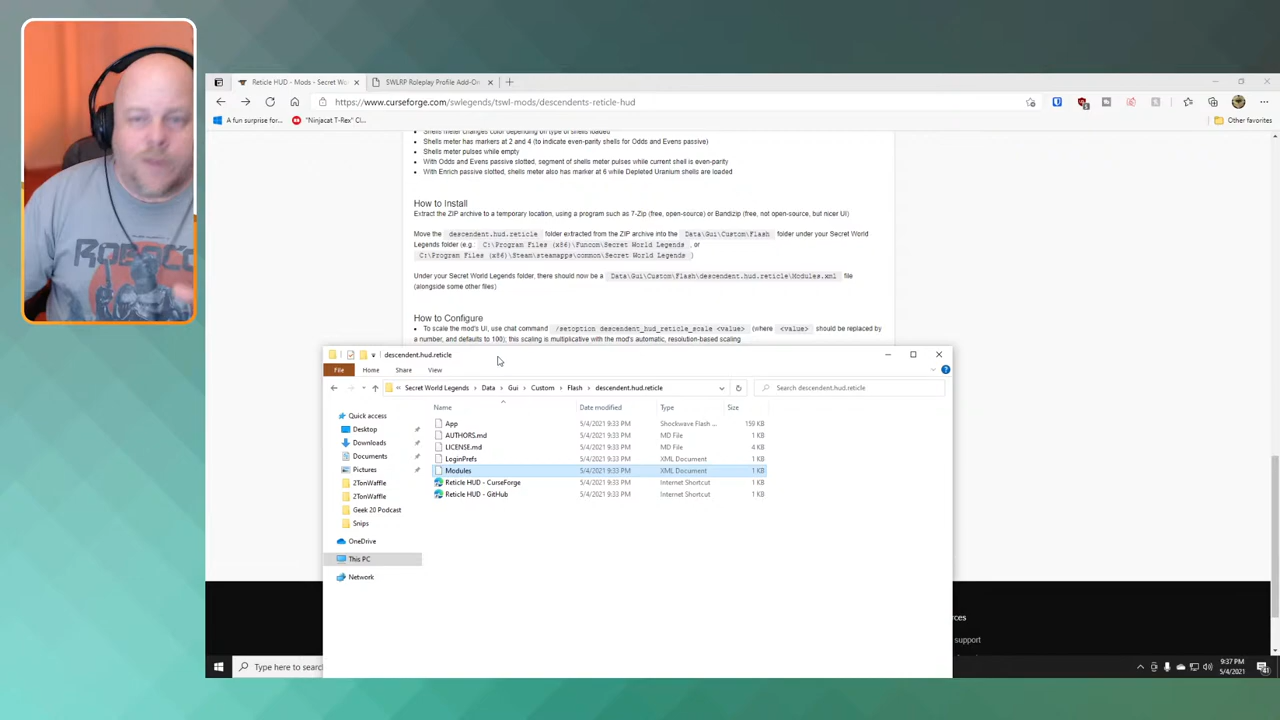 Reticle HUD - Mods - Secret Wo
SWLRP Roleplay Profile Add-On
https://www.curseforge.com/swlegends/tswl-mods/descendents-reticle-hud
A fun surprise for...
"Ninjacat T-Rex" Cl...
Other favorites
Shells meter changes color depending on type of shells loaded
Shells meter has markers at 2 and 4 (to indicate even-parity shells for Odds and Evens passive)
Shells meter pulses while empty
With Odds and Evens passive slotted, segment of shells meter pulses while current shell is even-parity
With Enrich passive slotted, shells meter also has marker at 6 while Depleted Uranium shells are loaded
How to Install
Extract the ZIP archive to a temporary location, using a program such as 7-Zip (free, open-source) or Bandizip (free, not open-source, but nicer UI)
Move the descendent.hud.reticle folder extracted from the ZIP archive into the Data\Gui\Custom\Flash folder under your Secret World
Legends folder (e.g.: C:\Program Files (x86)\Funcom\Secret World Legends , or
C:\Program Files (x86)\Steam\steamapps\common\Secret World Legends )
Under your Secret World Legends folder, there should now be a Data\Gui\Custom\Flash\descendent.hud.reticle\Modules.xml file
(alongside some other files)
How to Configure
To scale the mod's UI, use chat command /setoption descendent_hud_reticle_scale <value> (where <value> should be replaced by
a number, and defaults to 100); this scaling is multiplicative with the mod's automatic, resolution-based scaling
descendent.hud.reticle
File Home Share View
« Secret World Legends › Data › Gui › Custom › Flash › descendent.hud.reticle
Search descendent.hud.reticle
Name Date modified Type Size
Quick access
Desktop
Downloads
Documents
Pictures
2TonWaffle
2TonWaffle
Geek 20 Podcast
Snips
OneDrive
This PC
Network
App 5/4/2021 9:33 PM Shockwave Flash ... 159 KB
AUTHORS.md 5/4/2021 9:33 PM MD File 1 KB
LICENSE.md 5/4/2021 9:33 PM MD File 4 KB
LoginPrefs 5/4/2021 9:33 PM XML Document 1 KB
Modules 5/4/2021 9:33 PM XML Document 1 KB
Reticle HUD - CurseForge 5/4/2021 9:33 PM Internet Shortcut 1 KB
Reticle HUD - GitHub 5/4/2021 9:33 PM Internet Shortcut 1 KB
rces
support
Type here to search
9:37 PM
5/4/2021